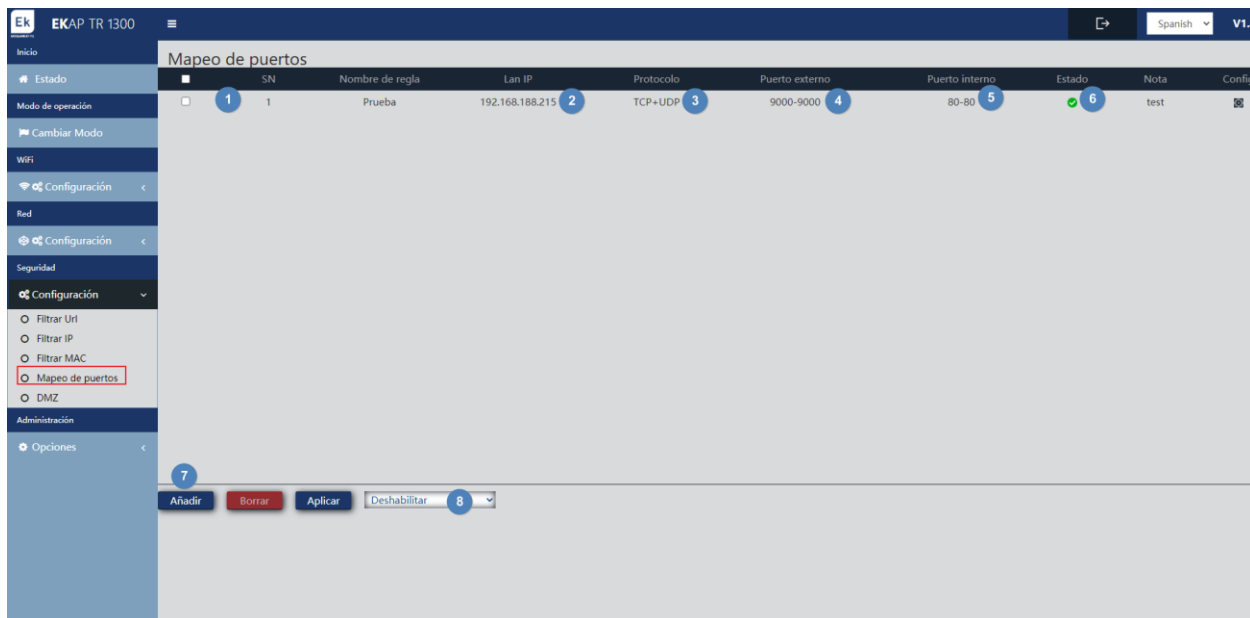 Ek EKAP TR 1300 Spanish V1.
Inicio
Mapeo de puertos
Estado
SN Nombre de regla Lan IP Protocolo Puerto externo Puerto interno Estado Nota Config
1 1 Prueba 192.168.188.215 2 TCP+UDP 3 9000-9000 4 80-80 5 6 test
Modo de operación
Cambiar Modo
WiFi
Configuración
Red
Configuración
Seguridad
Configuración
Filtrar Url
Filtrar IP
Filtrar MAC
Mapeo de puertos
DMZ
Administración
Opciones
7
Añadir Borrar Aplicar Deshabilitar 8